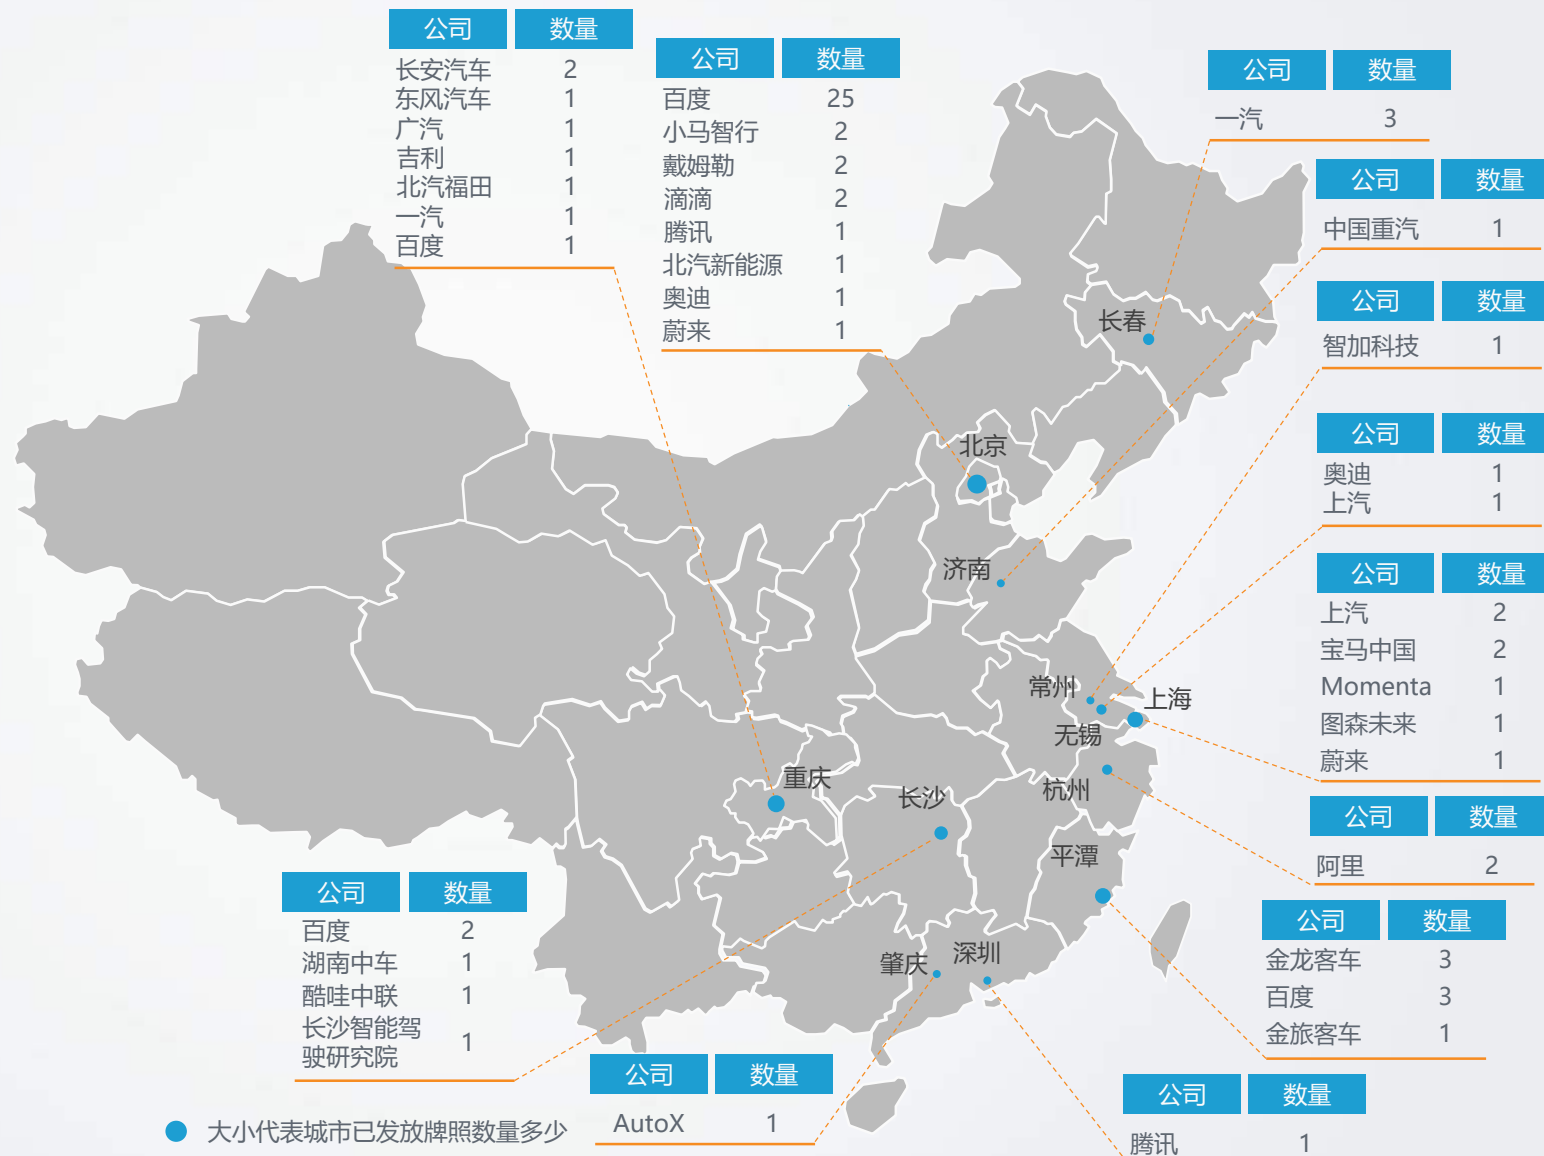 公司 数量
长安汽车 2
东风汽车 1
广汽 1
吉利 1
北汽福田 1
一汽 1
百度 1
公司 数量
百度 25
小马智行 2
戴姆勒 2
滴滴 2
腾讯 1
北汽新能源 1
奥迪 1
蔚来 1
公司 数量
一汽 3
公司 数量
中国重汽 1
公司 数量
智加科技 1
公司 数量
奥迪 1
上汽 1
公司 数量
上汽 2
宝马中国 2
Momenta 1
图森未来 1
蔚来 1
公司 数量
阿里 2
公司 数量
金龙客车 3
百度 3
金旅客车 1
公司 数量
腾讯 1
公司 数量
AutoX 1
公司 数量
百度 2
湖南中车 1
酷哇中联 1
长沙智能驾
驶研究院 1
长春
北京
济南
常州
上海
无锡
杭州
重庆
长沙
平潭
肇庆
深圳
大小代表城市已发放牌照数量多少